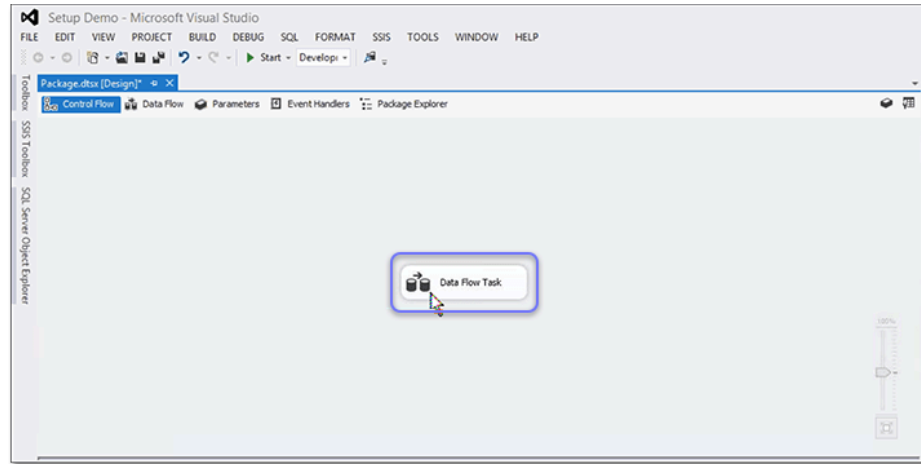 Setup Demo - Microsoft Visual Studio
FILE EDIT VIEW PROJECT BUILD DEBUG SQL FORMAT SSIS TOOLS WINDOW HELP
Start Develop
Package.dtsx [Design]*
Control Flow Data Flow Parameters Event Handlers Package Explorer
Toolbox
SSIS Toolbox
SQL Server Object Explorer
Data Flow Task
100%